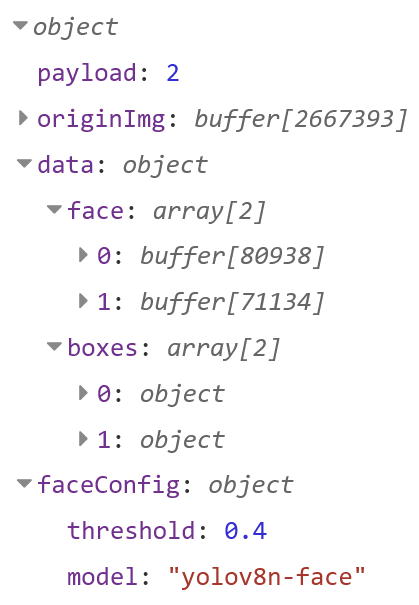 object
payload: 2
originImg: buffer[2667393]
data: object
face: array[2]
0: buffer[80938]
1: buffer[71134]
boxes: array[2]
0: object
1: object
faceConfig: object
threshold: 0.4
model: "yolov8n-face"